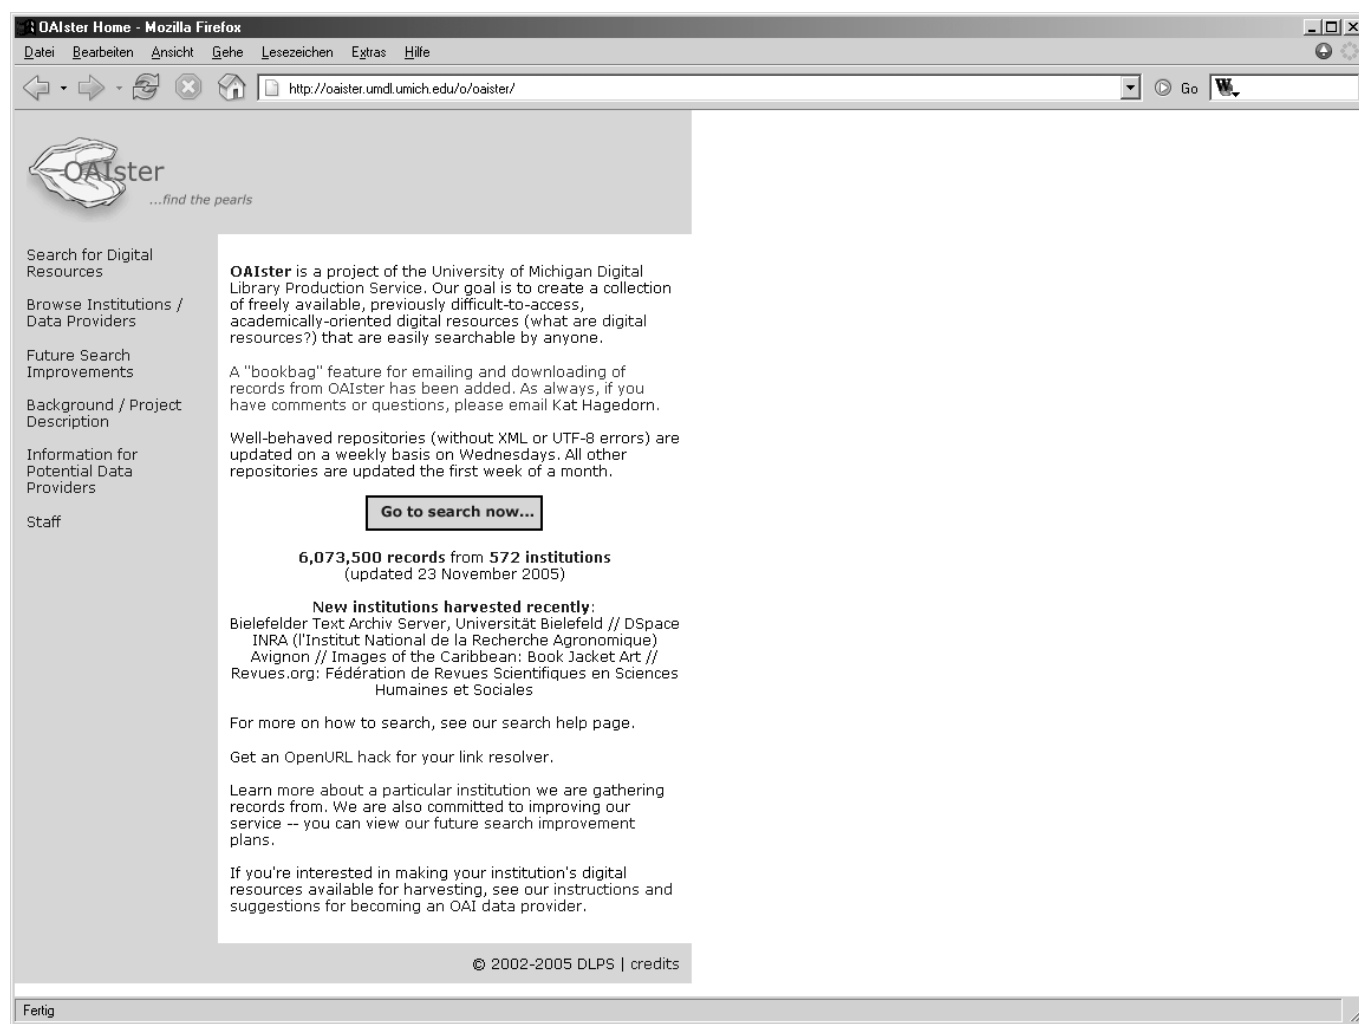 OAIster Home - Mozilla Firefox
Datei Bearbeiten Ansicht Gehe Lesezeichen Extras Hilfe
http://oaister.umdl.umich.edu/o/oaister/
Go
W
OAIster
...find the pearls
Search for Digital
Resources
Browse Institutions /
Data Providers
Future Search
Improvements
Background / Project
Description
Information for
Potential Data
Providers
Staff
OAIster is a project of the University of Michigan Digital
Library Production Service. Our goal is to create a collection
of freely available, previously difficult-to-access,
academically-oriented digital resources (what are digital
resources?) that are easily searchable by anyone.
A "bookbag" feature for emailing and downloading of
records from OAIster has been added. As always, if you
have comments or questions, please email Kat Hagedorn.
Well-behaved repositories (without XML or UTF-8 errors) are
updated on a weekly basis on Wednesdays. All other
repositories are updated the first week of a month.
Go to search now...
6,073,500 records from 572 institutions
(updated 23 November 2005)
New institutions harvested recently:
Bielefelder Text Archiv Server, Universität Bielefeld // DSpace
INRA (l'Institut National de la Recherche Agronomique)
Avignon // Images of the Caribbean: Book Jacket Art //
Revues.org: Fédération de Revues Scientifiques en Sciences
Humaines et Sociales
For more on how to search, see our search help page.
Get an OpenURL hack for your link resolver.
Learn more about a particular institution we are gathering
records from. We are also committed to improving our
service -- you can view our future search improvement
plans.
If you're interested in making your institution's digital
resources available for harvesting, see our instructions and
suggestions for becoming an OAI data provider.
© 2002-2005 DLPS | credits
Fertig